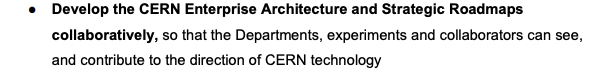 ● Develop the CERN Enterprise Architecture and Strategic Roadmaps
collaboratively, so that the Departments, experiments and collaborators can see,
and contribute to the direction of CERN technology